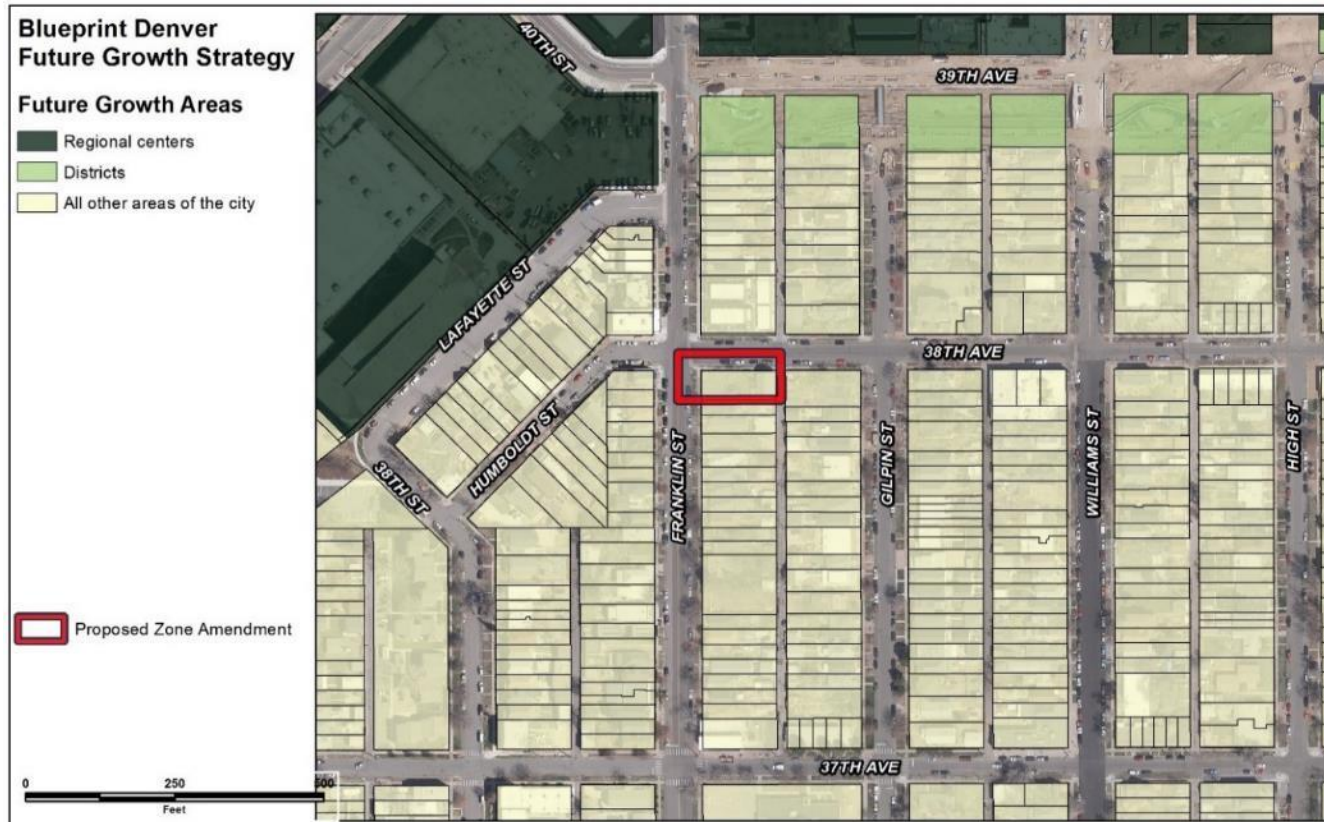 Blueprint Denver
Future Growth Strategy
Future Growth Areas
Regional centers
Districts
All other areas of the city
Proposed Zone Amendment
0 250 500
Feet
40TH ST
39TH AVE
LAFAYETTE ST
38TH AVE
HUMBOLDT ST
38TH ST
FRANKLIN ST
GILPIN ST
WILLIAMS ST
HIGH ST
37TH AVE